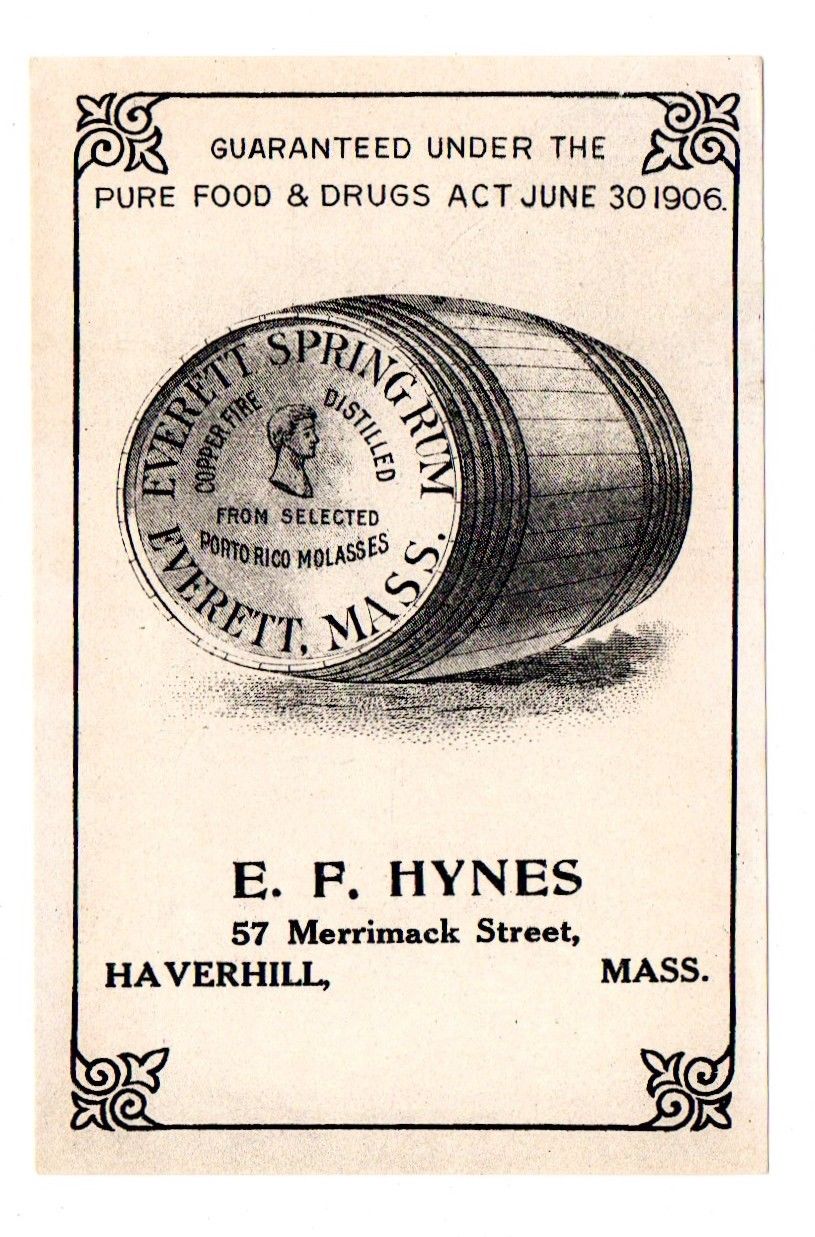 GUARANTEED UNDER THE
PURE FOOD & DRUGS ACT JUNE 30 1906.
EVERETT SPRING RUM
COPPER FIRE DISTILLED
FROM SELECTED
PORTO RICO MOLASSES
EVERETT, MASS.
E. F. HYNES
57 Merrimack Street,
HAVERHILL, MASS.